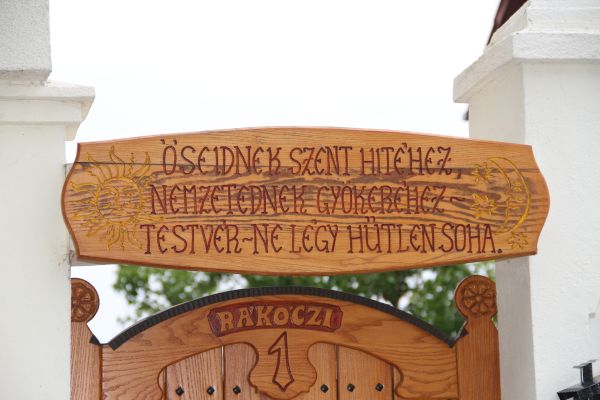 ŐSEIDNEK SZENT HITÉHEZ,
NEMZETEDNEK GYÖKERÉHEZ~
TESTVÉR~NE LÉGY HŰTLEN SOHA.
RÁKÓCZI
1